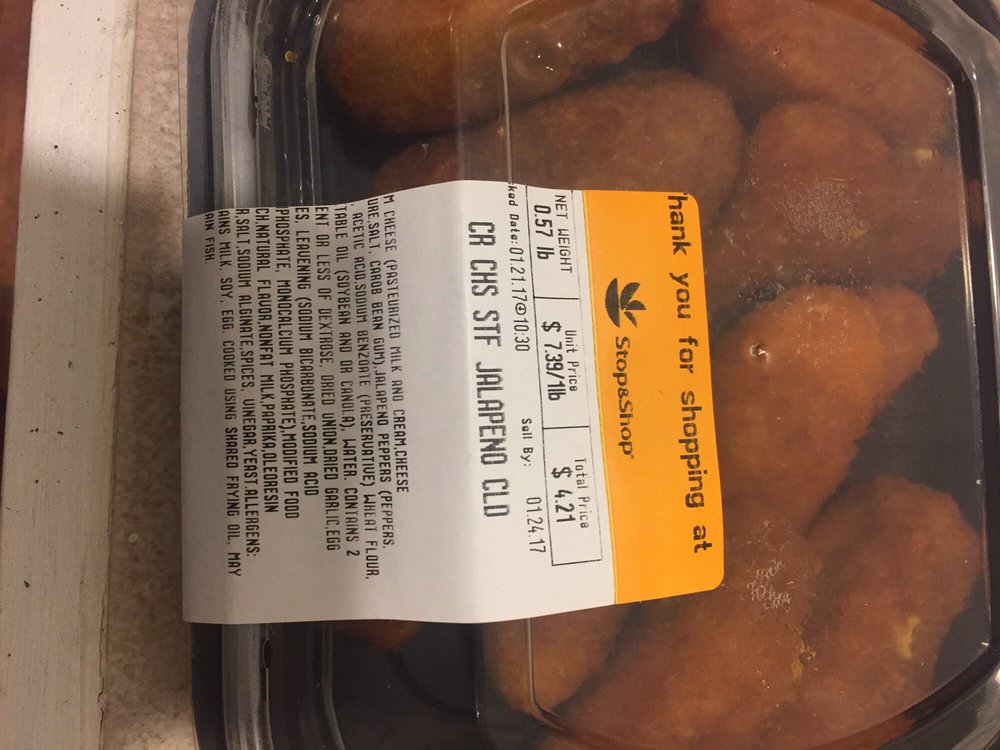 hank you for shopping at
Stop&Shop
NET WEIGHT Unit Price Total Price
0.57 lb $ 7.39/1lb $ 4.21
ked Date: 01.21.17@10:30 Sell By: 01.24.17
CR CHS STF JALAPENO CLD
M CHEESE (PASTEURIZED MILK AND CREAM,CHEESE
URE,SALT, CAROB BEAN GUM),JALAPENO PEPPERS (PEPPERS,
, ACETIC ACID,SODIUM BENZOATE (PRESERVATIVE) WHEAT FLOUR,
TABLE OIL (SOYBEAN AND OR CANOLA), WATER. CONTAINS 2
ENT OR LESS OF DEXTROSE, DRIED ONION,DRIED GARLIC,EGG
ES, LEAVENING (SODIUM BICARBONATE,SODIUM ACID
PHOSPHATE, MONOCALCIUM PHOSPHATE),MODIFIED FOOD
CH,NATURAL FLAVOR,NONFAT MILK,PAPRIKA,OLEORESIN
R,SALT,SODIUM ALGINATE,SPICES, VINEGAR,YEAST.ALLERGENS:
AINS MILK, SOY, EGG. COOKED USING SHARED FRYING OIL, MAY
AIN FISH.